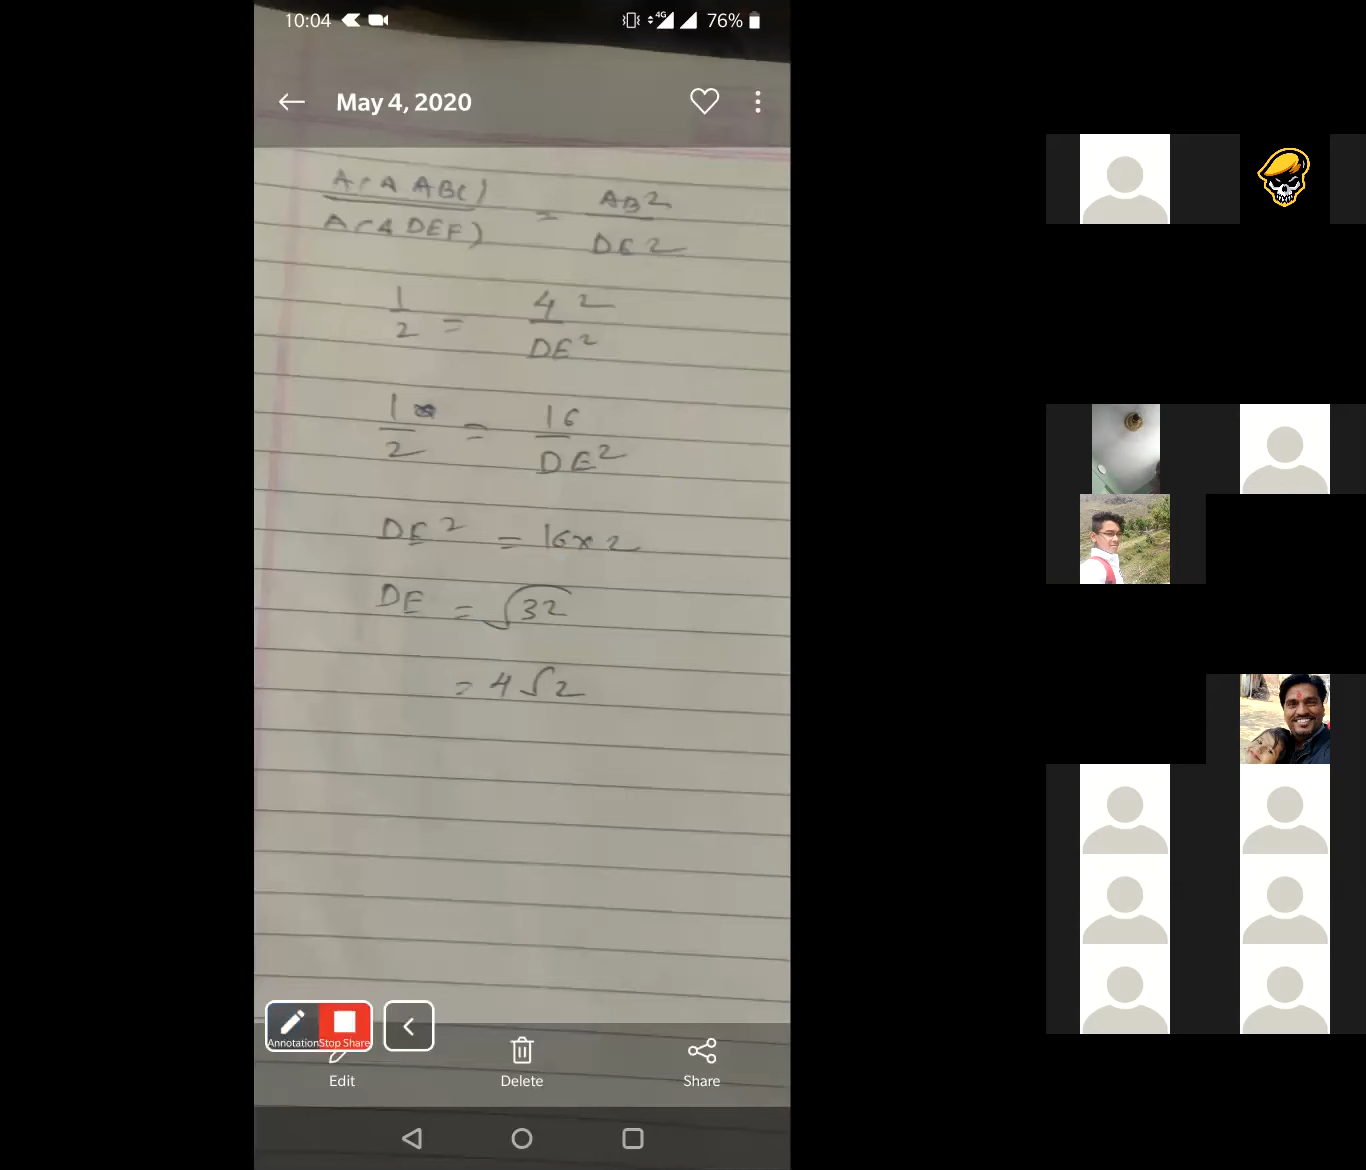 10:04 4G 76%
May 4, 2020
A(△ ABC) / A(△ DEF) = AB² / DE²
1/2 = 4² / DE²
1/2 = 16 / DE²
DE² = 16 × 2
DE = √32
= 4√2
Annotation Stop Share
Edit Delete Share